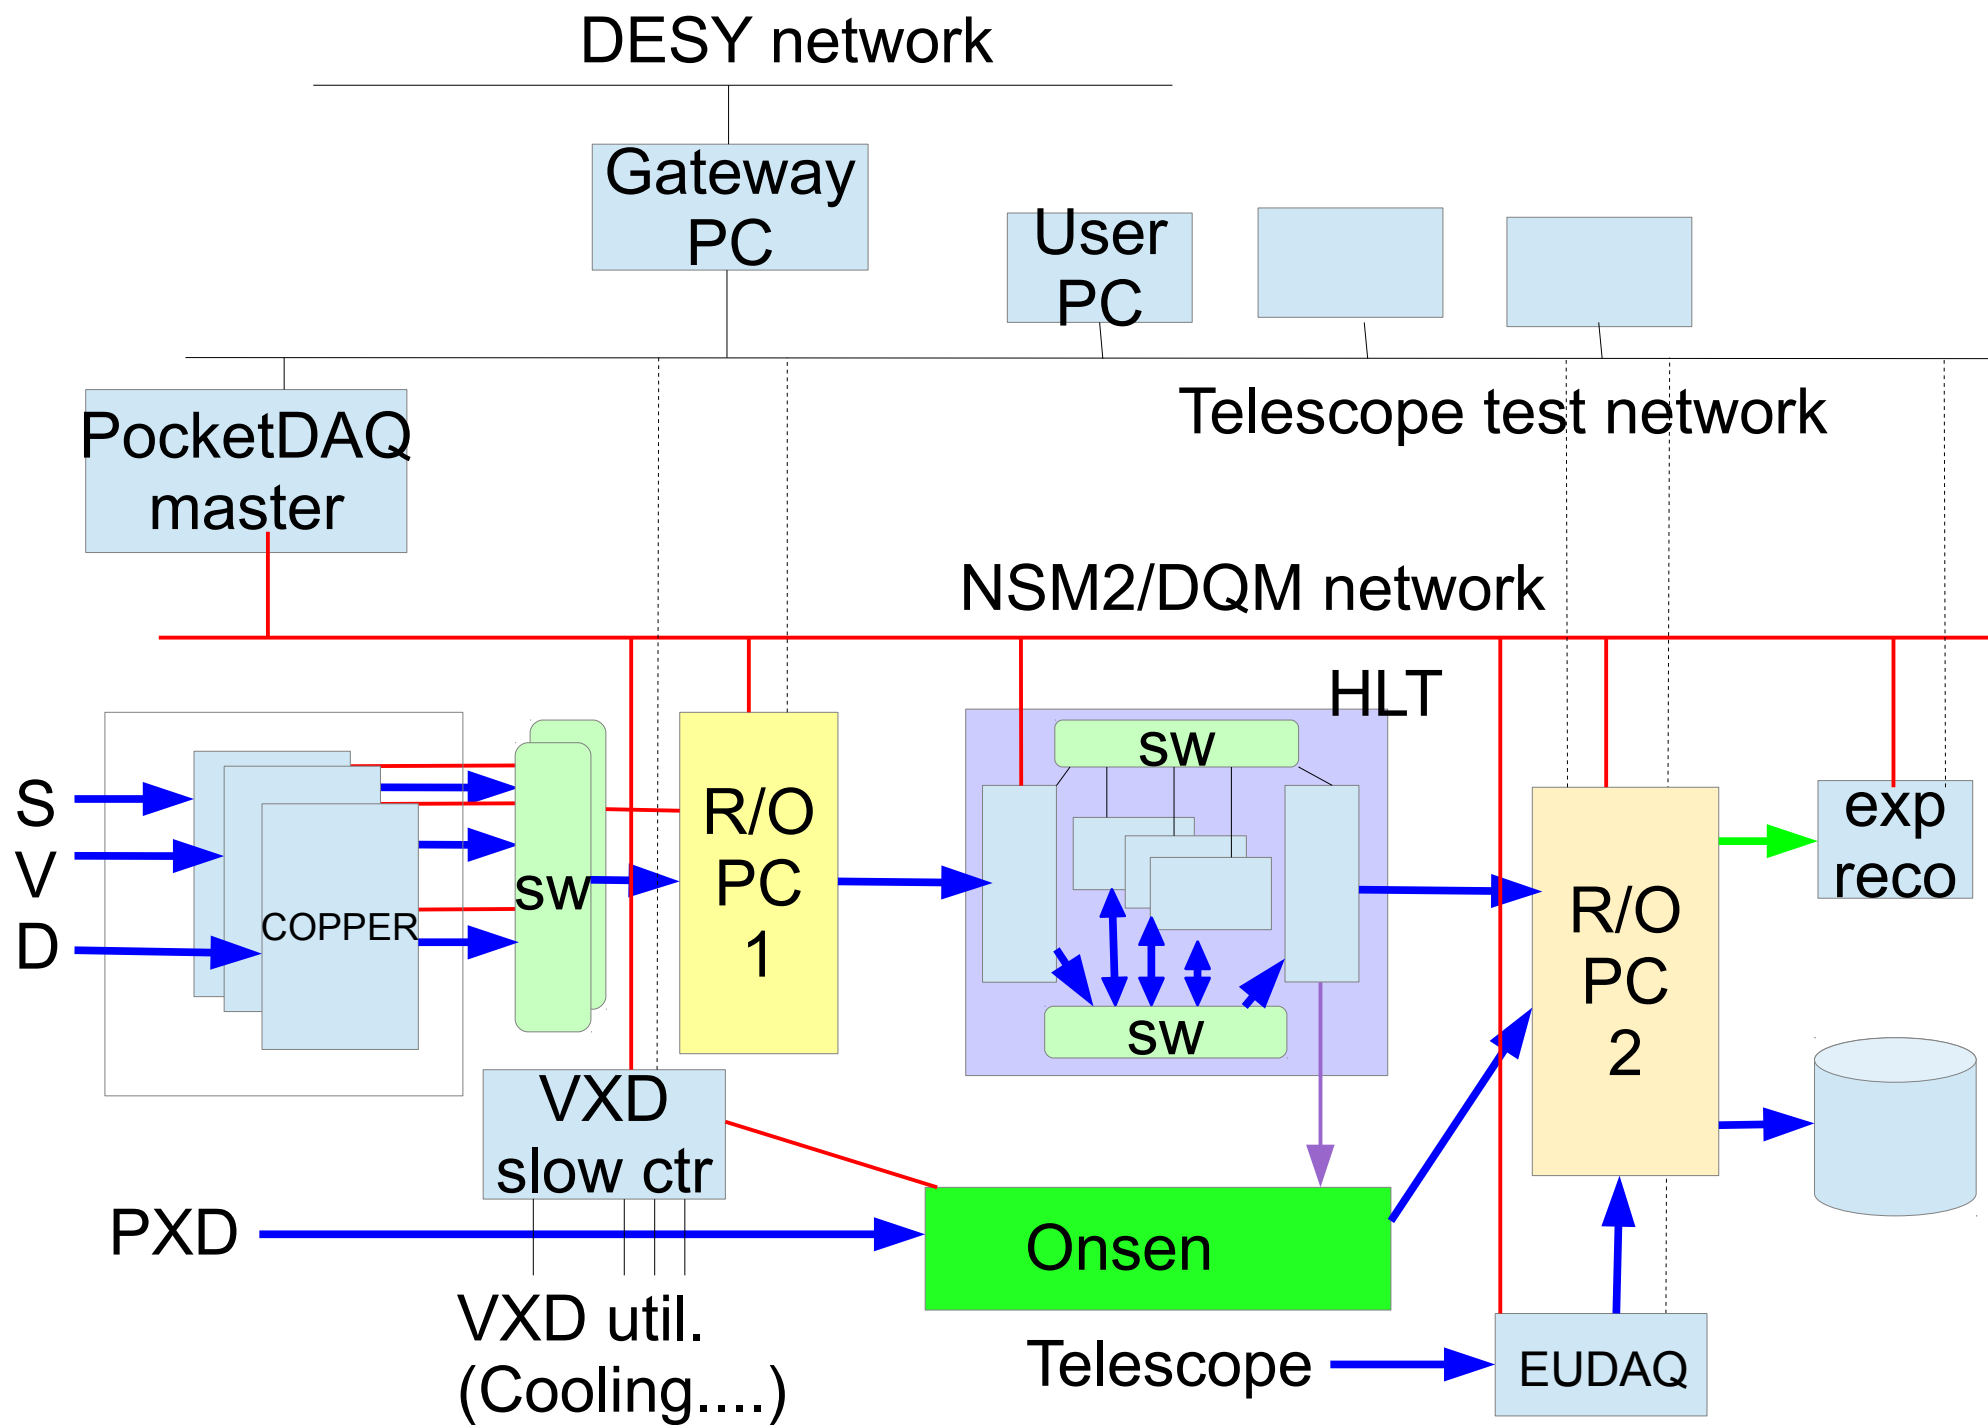 DESY network
Gateway
PC
User
PC
Telescope test network
PocketDAQ
master
NSM2/DQM network
HLT
S
V
D
COPPER
sw
R/O
PC
1
sw
sw
R/O
PC
2
exp
reco
VXD
slow ctr
PXD
Onsen
VXD util.
(Cooling....)
Telescope
EUDAQ